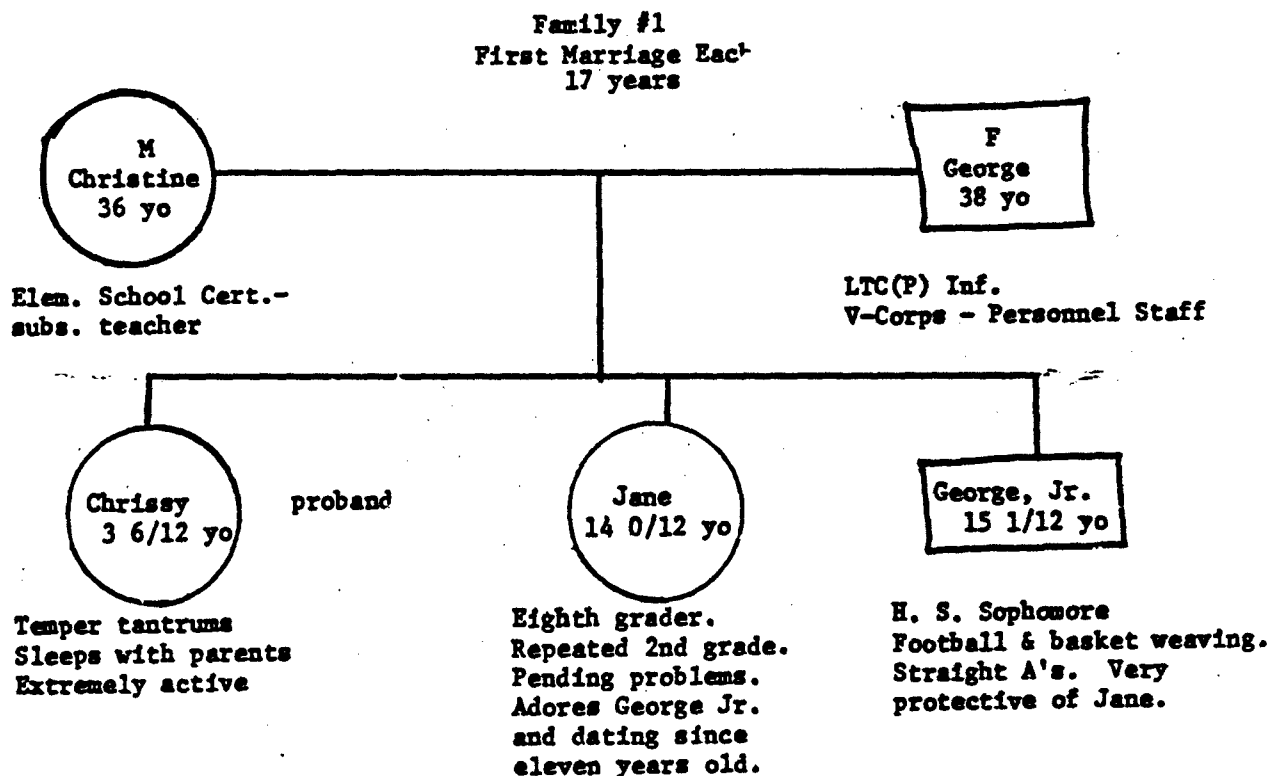 Family #1
First Marriage Each
17 years
M
Christine
36 yo
F
George
38 yo
Elem. School Cert.-
subs. teacher
LTC(P) Inf.
V-Corps - Personnel Staff
Chrissy
3 6/12 yo
proband
Jane
14 0/12 yo
George, Jr.
15 1/12 yo
Temper tantrums
Sleeps with parents
Extremely active
Eighth grader.
Repeated 2nd grade.
Pending problems.
Adores George Jr.
and dating since
eleven years old.
H. S. Sophomore
Football & basket weaving.
Straight A's. Very
protective of Jane.